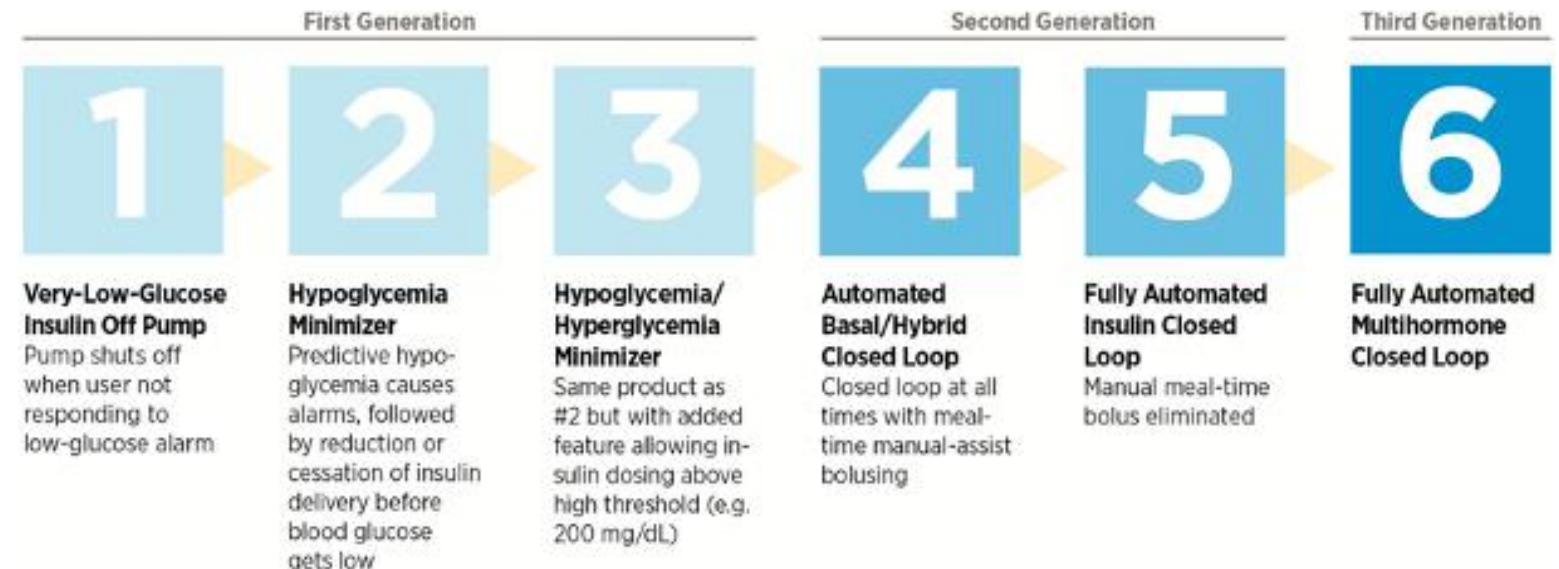 First Generation
Second Generation
Third Generation
1
2
3
4
5
6
Very-Low-Glucose
Insulin Off Pump
Pump shuts off
when user not
responding to
low-glucose alarm
Hypoglycemia
Minimizer
Predictive hypo-
glycemia causes
alarms, followed
by reduction or
cessation of insulin
delivery before
blood glucose
gets low
Hypoglycemia/
Hyperglycemia
Minimizer
Same product as
#2 but with added
feature allowing in-
sulin dosing above
high threshold (e.g.
200 mg/dL)
Automated
Basal/Hybrid
Closed Loop
Closed loop at all
times with meal-
time manual-assist
bolusing
Fully Automated
Insulin Closed
Loop
Manual meal-time
bolus eliminated
Fully Automated
Multihormone
Closed Loop